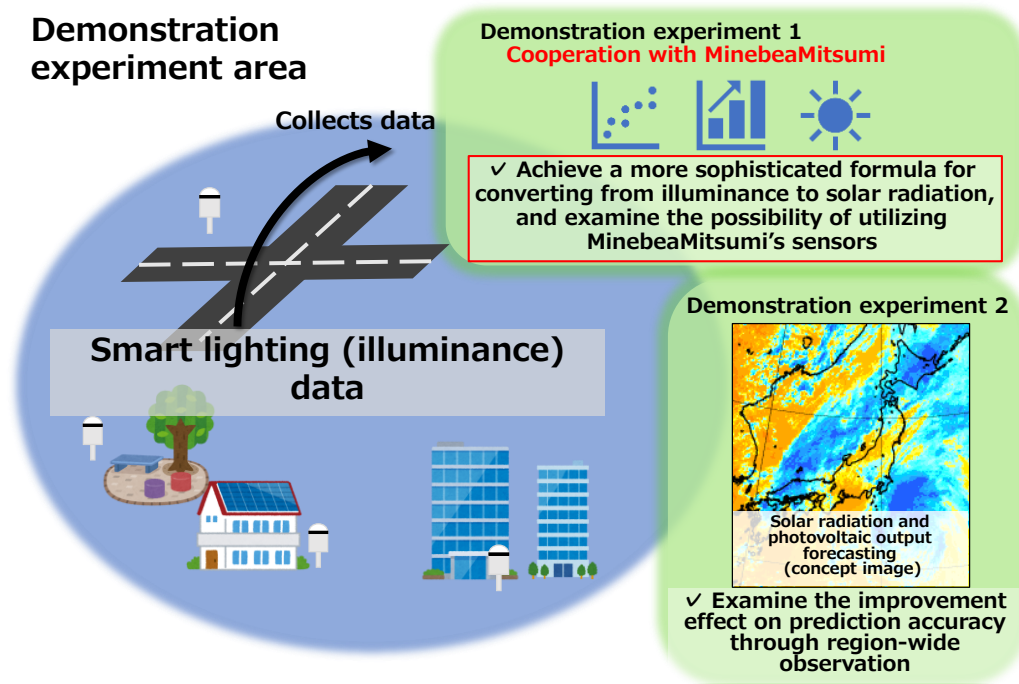 Demonstration
experiment area
Collects data
Smart lighting (illuminance)
data
Demonstration experiment 1
Cooperation with MinebeaMitsumi
✓ Achieve a more sophisticated formula for
converting from illuminance to solar radiation,
and examine the possibility of utilizing
MinebeaMitsumi’s sensors
Demonstration experiment 2
Solar radiation and
photovoltaic output
forecasting
(concept image)
✓ Examine the improvement
effect on prediction accuracy
through region-wide
observation